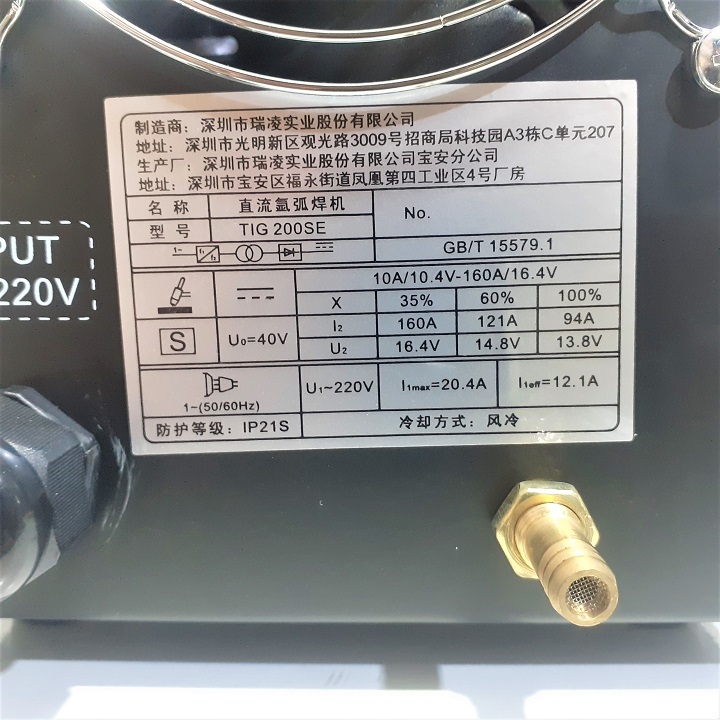 制造商：深圳市瑞凌实业股份有限公司
地址：深圳市光明新区观光路3009号招商局科技园A3栋C单元207
生产厂：深圳市瑞凌实业股份有限公司宝安分公司
地址：深圳市宝安区福永街道凤凰第四工业区4号厂房
名 称 直流氩弧焊机 No.
型 号 TIG 200SE
1~ f₁ f₂ GB/T 15579.1
10A/10.4V-160A/16.4V
X 35% 60% 100%
S U₀=40V I₂ 160A 121A 94A
U₂ 16.4V 14.8V 13.8V
1~(50/60Hz) U₁~220V I₁max=20.4A I₁eff=12.1A
防护等级：IP21S 冷却方式：风冷
PUT
220V